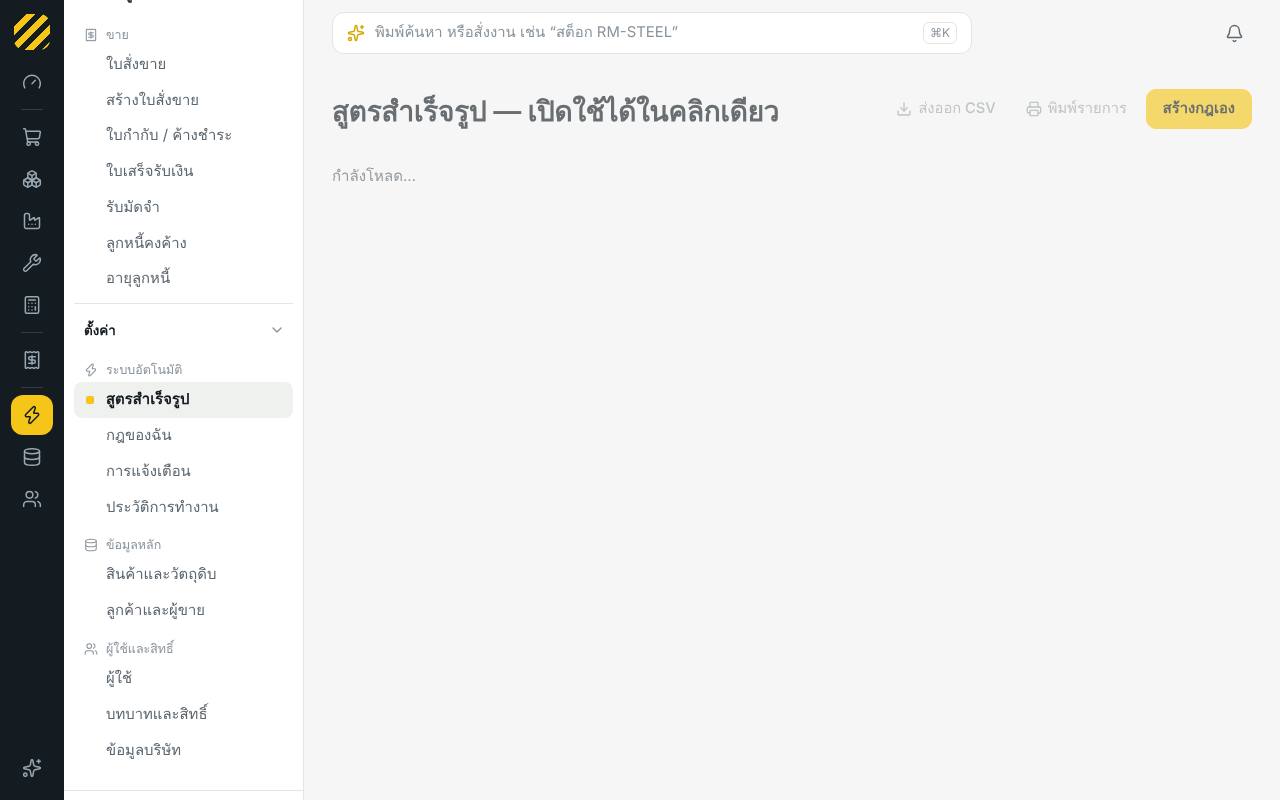 ขาย
ใบสั่งขาย
สร้างใบสั่งขาย
ใบกำกับ / ค้างชำระ
ใบเสร็จรับเงิน
รับมัดจำ
ลูกหนี้คงค้าง
อายุลูกหนี้
ตั้งค่า
ระบบอัตโนมัติ
สูตรสำเร็จรูป
กฎของฉัน
การแจ้งเตือน
ประวัติการทำงาน
ข้อมูลหลัก
สินค้าและวัตถุดิบ
ลูกค้าและผู้ขาย
ผู้ใช้และสิทธิ์
ผู้ใช้
บทบาทและสิทธิ์
ข้อมูลบริษัท
พิมพ์ค้นหา หรือสั่งงาน เช่น “สต็อก RM-STEEL” ⌘K
สูตรสำเร็จรูป — เปิดใช้ได้ในคลิกเดียว
ส่งออก CSV พิมพ์รายการ สร้างกฎเอง
กำลังโหลด...